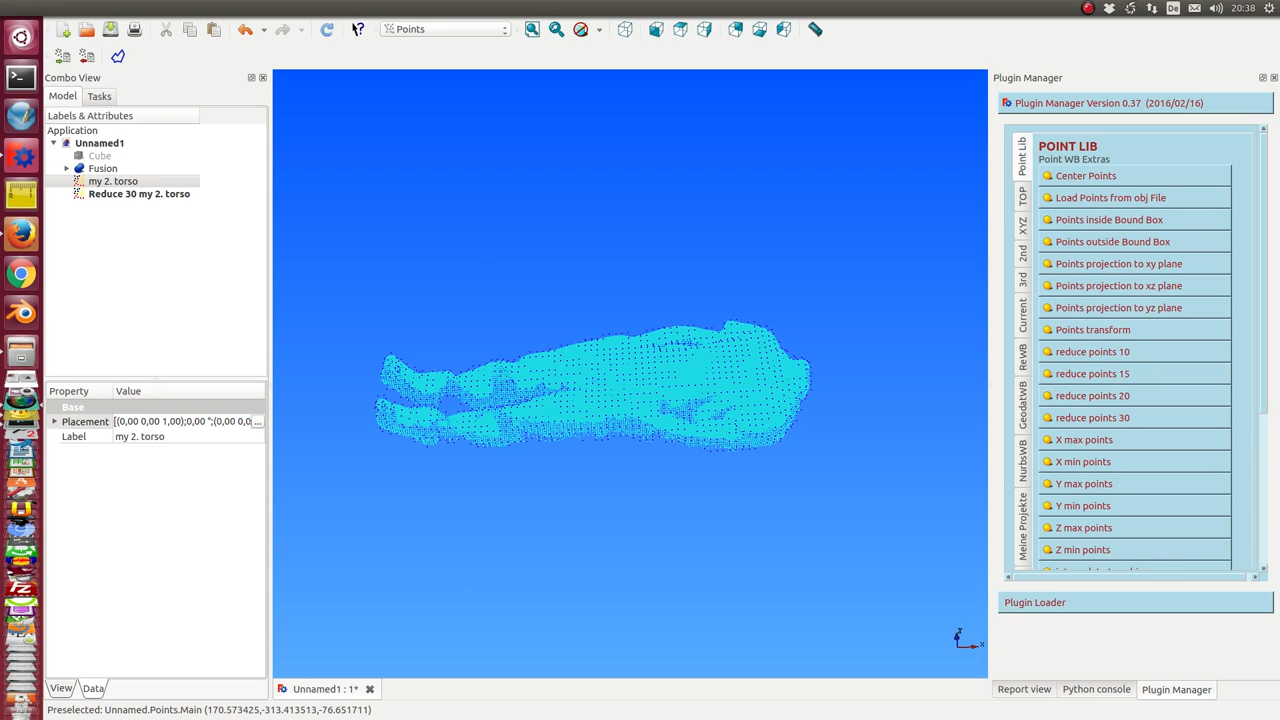 De
20:38
Points
Combo View
Model
Tasks
Labels & Attributes
Application
Unnamed1
Cube
Fusion
my 2. torso
Reduce 30 my 2. torso
Property
Value
Base
Placement
[(0,00 0,00 1,00);0,00 °;(0,00 0,0
...
Label
my 2. torso
View
Data
Unnamed1 : 1*
Preselected: Unnamed.Points.Main (170.573425,-313.413513,-76.651711)
X
Plugin Manager
Plugin Manager Version 0.37 (2016/02/16)
Point Lib
TOP
XYZ
2nd
3rd
Current
ReWB
GeodatWB
NurbsWB
Meine Projekte
POINT LIB
Point WB Extras
Center Points
Load Points from obj File
Points inside Bound Box
Points outside Bound Box
Points projection to xy plane
Points projection to xz plane
Points projection to yz plane
Points transform
reduce points 10
reduce points 15
reduce points 20
reduce points 30
X max points
X min points
Y max points
Y min points
Z max points
Z min points
Plugin Loader
Report view
Python console
Plugin Manager